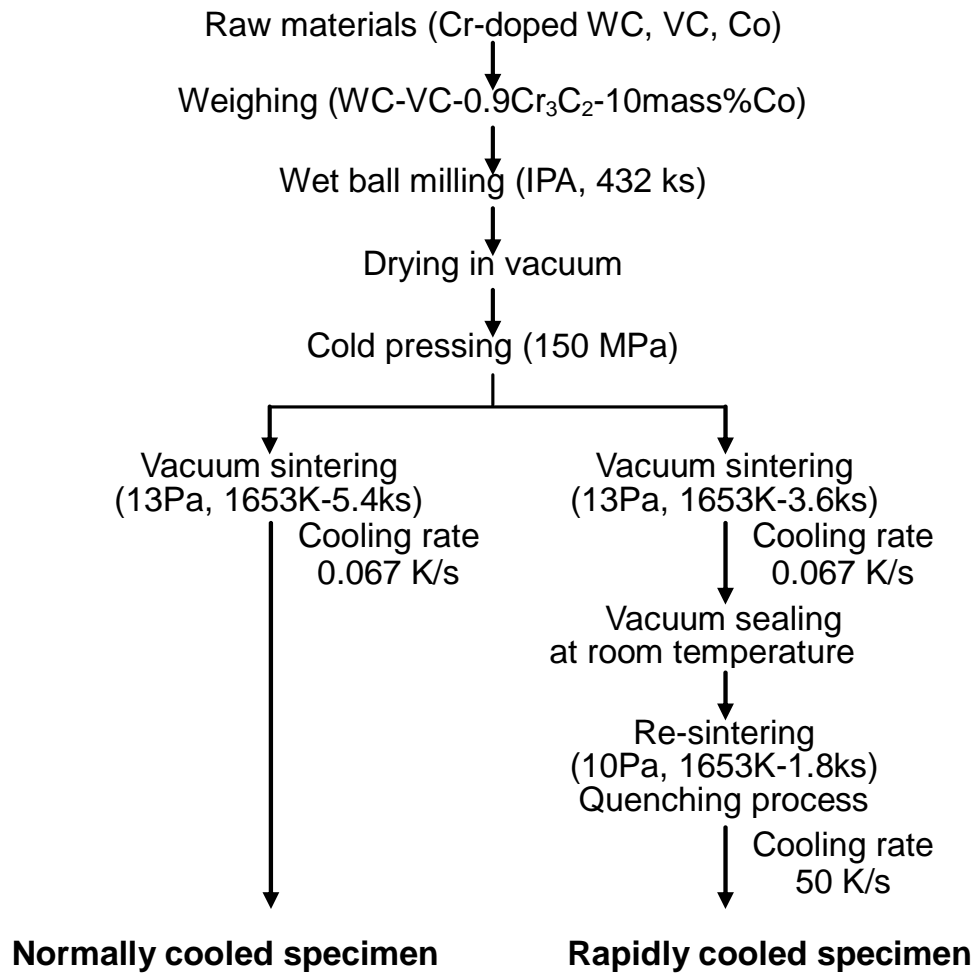 Raw materials (Cr-doped WC, VC, Co)
Weighing (WC-VC-0.9Cr₃C₂-10mass%Co)
Wet ball milling (IPA, 432 ks)
Drying in vacuum
Cold pressing (150 MPa)
Vacuum sintering
(13Pa, 1653K-5.4ks)
Cooling rate
0.067 K/s
Normally cooled specimen
Vacuum sintering
(13Pa, 1653K-3.6ks)
Cooling rate
0.067 K/s
Vacuum sealing
at room temperature
Re-sintering
(10Pa, 1653K-1.8ks)
Quenching process
Cooling rate
50 K/s
Rapidly cooled specimen